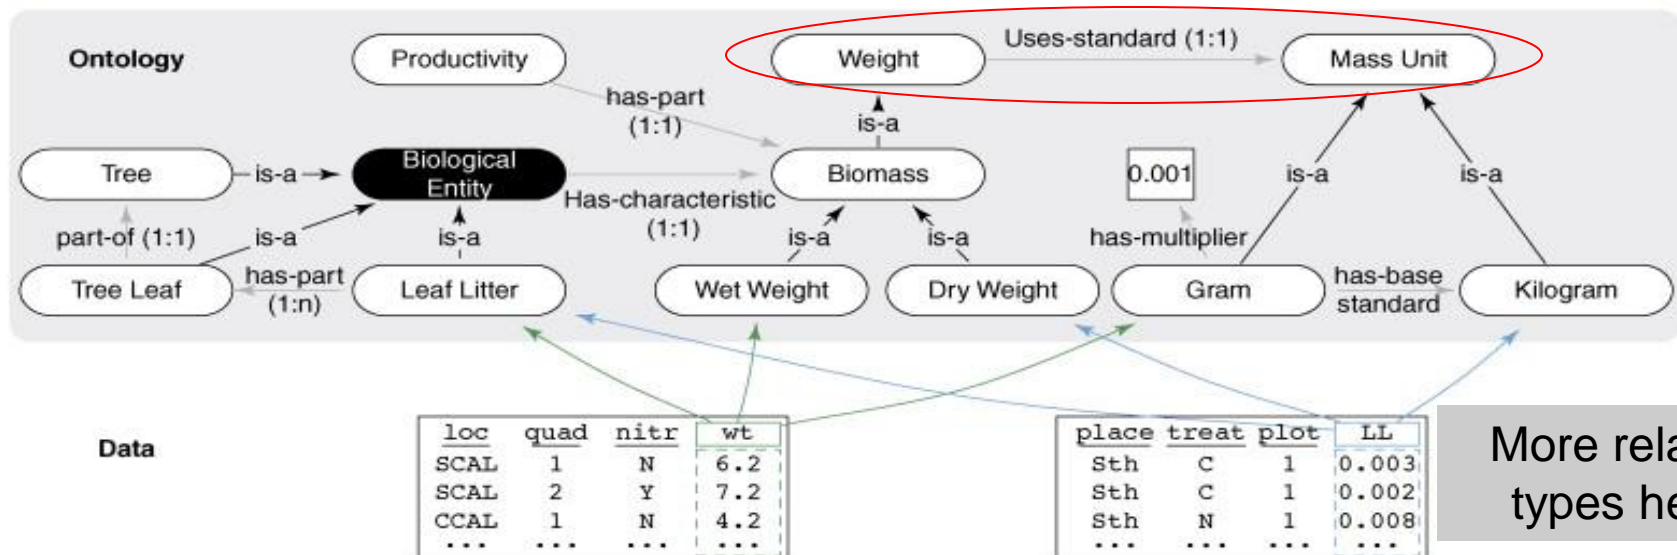 Ontology
Productivity
Weight
Uses-standard (1:1)
Mass Unit
has-part
(1:1)
is-a
Tree
is-a
Biological
Entity
Has-characteristic
(1:1)
Biomass
0.001
is-a
is-a
part-of (1:1)
is-a
is-a
is-a
is-a
has-multiplier
Tree Leaf
has-part
(1:n)
Leaf Litter
Wet Weight
Dry Weight
Gram
has-base
standard
Kilogram
Data
loc quad nitr wt
SCAL 1 N 6.2
SCAL 2 Y 7.2
CCAL 1 N 4.2
... ... ... ...
place treat plot LL
Sth C 1 0.003
Sth C 1 0.002
Sth N 1 0.008
... ... ... ...
More
types